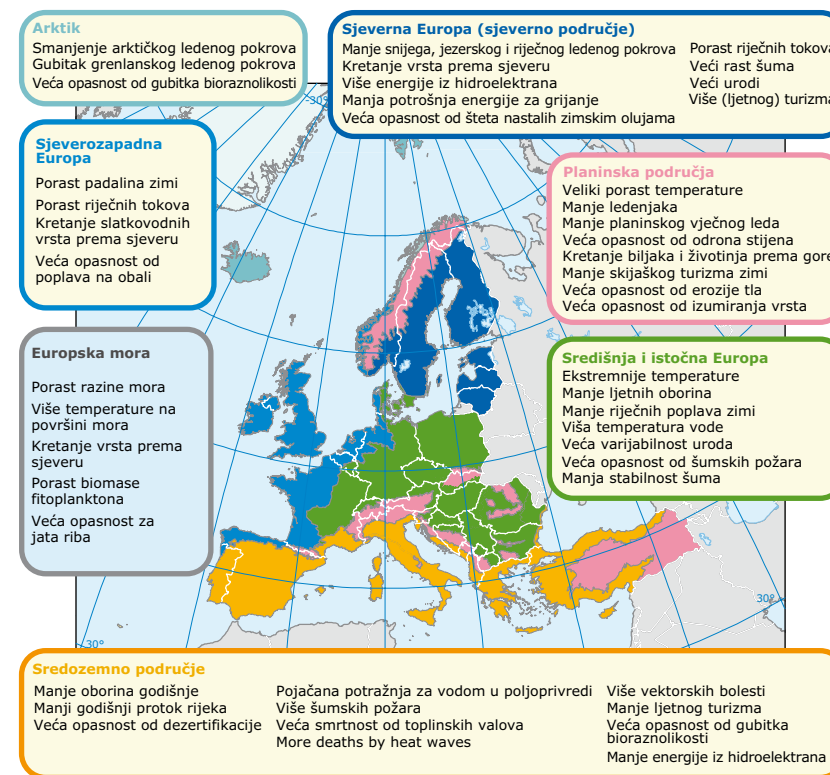 Arktik
Smanjenje arktičkog ledenog pokrova
Gubitak grenlanskog ledenog pokrova
Veća opasnost od gubitka bioraznolikosti
Sjeverna Europa (sjeverno područje)
Manje snijega, jezerskog i riječnog ledenog pokrova
Kretanje vrsta prema sjeveru
Više energije iz hidroelektrana
Manja potrošnja energije za grijanje
Veća opasnost od šteta nastalih zimskim olujama
Porast riječnih tokova
Veći rast šuma
Veći urodi
Više (ljetnog) turizma
-30°
Sjeverozapadna
Europa
Porast padalina zimi
Porast riječnih tokova
Kretanje slatkovodnih
vrsta prema sjeveru
Veća opasnost od
poplava na obali
Planinska područja
Veliki porast temperature
Manje ledenjaka
Manje planinskog vječnog leda
Veća opasnost od odrona stijena
Kretanje biljaka i životinja prema gore
Manje skijaškog turizma zimi
Veća opasnost od erozije tla
Veća opasnost od izumiranja vrsta
Europska mora
Porast razine mora
Više temperature na
površini mora
Kretanje vrsta prema
sjeveru
Porast biomase
fitoplanktona
Veća opasnost za
jata riba
Središnja i istočna Europa
Ekstremnije temperature
Manje ljetnih oborina
Manje riječnih poplava zimi
Viša temperatura vode
Veća varijabilnost uroda
Veća opasnost od šumskih požara
Manja stabilnost šuma
30°
30°
Sredozemno područje
Manje oborina godišnje
Manji godišnji protok rijeka
Veća opasnost od dezertifikacije
Pojačana potražnja za vodom u poljoprivredi
Više šumskih požara
Veća smrtnost od toplinskih valova
More deaths by heat waves
Više vektorskih bolesti
Manje ljetnog turizma
Veća opasnost od gubitka
bioraznolikosti
Manje energije iz hidroelektrana